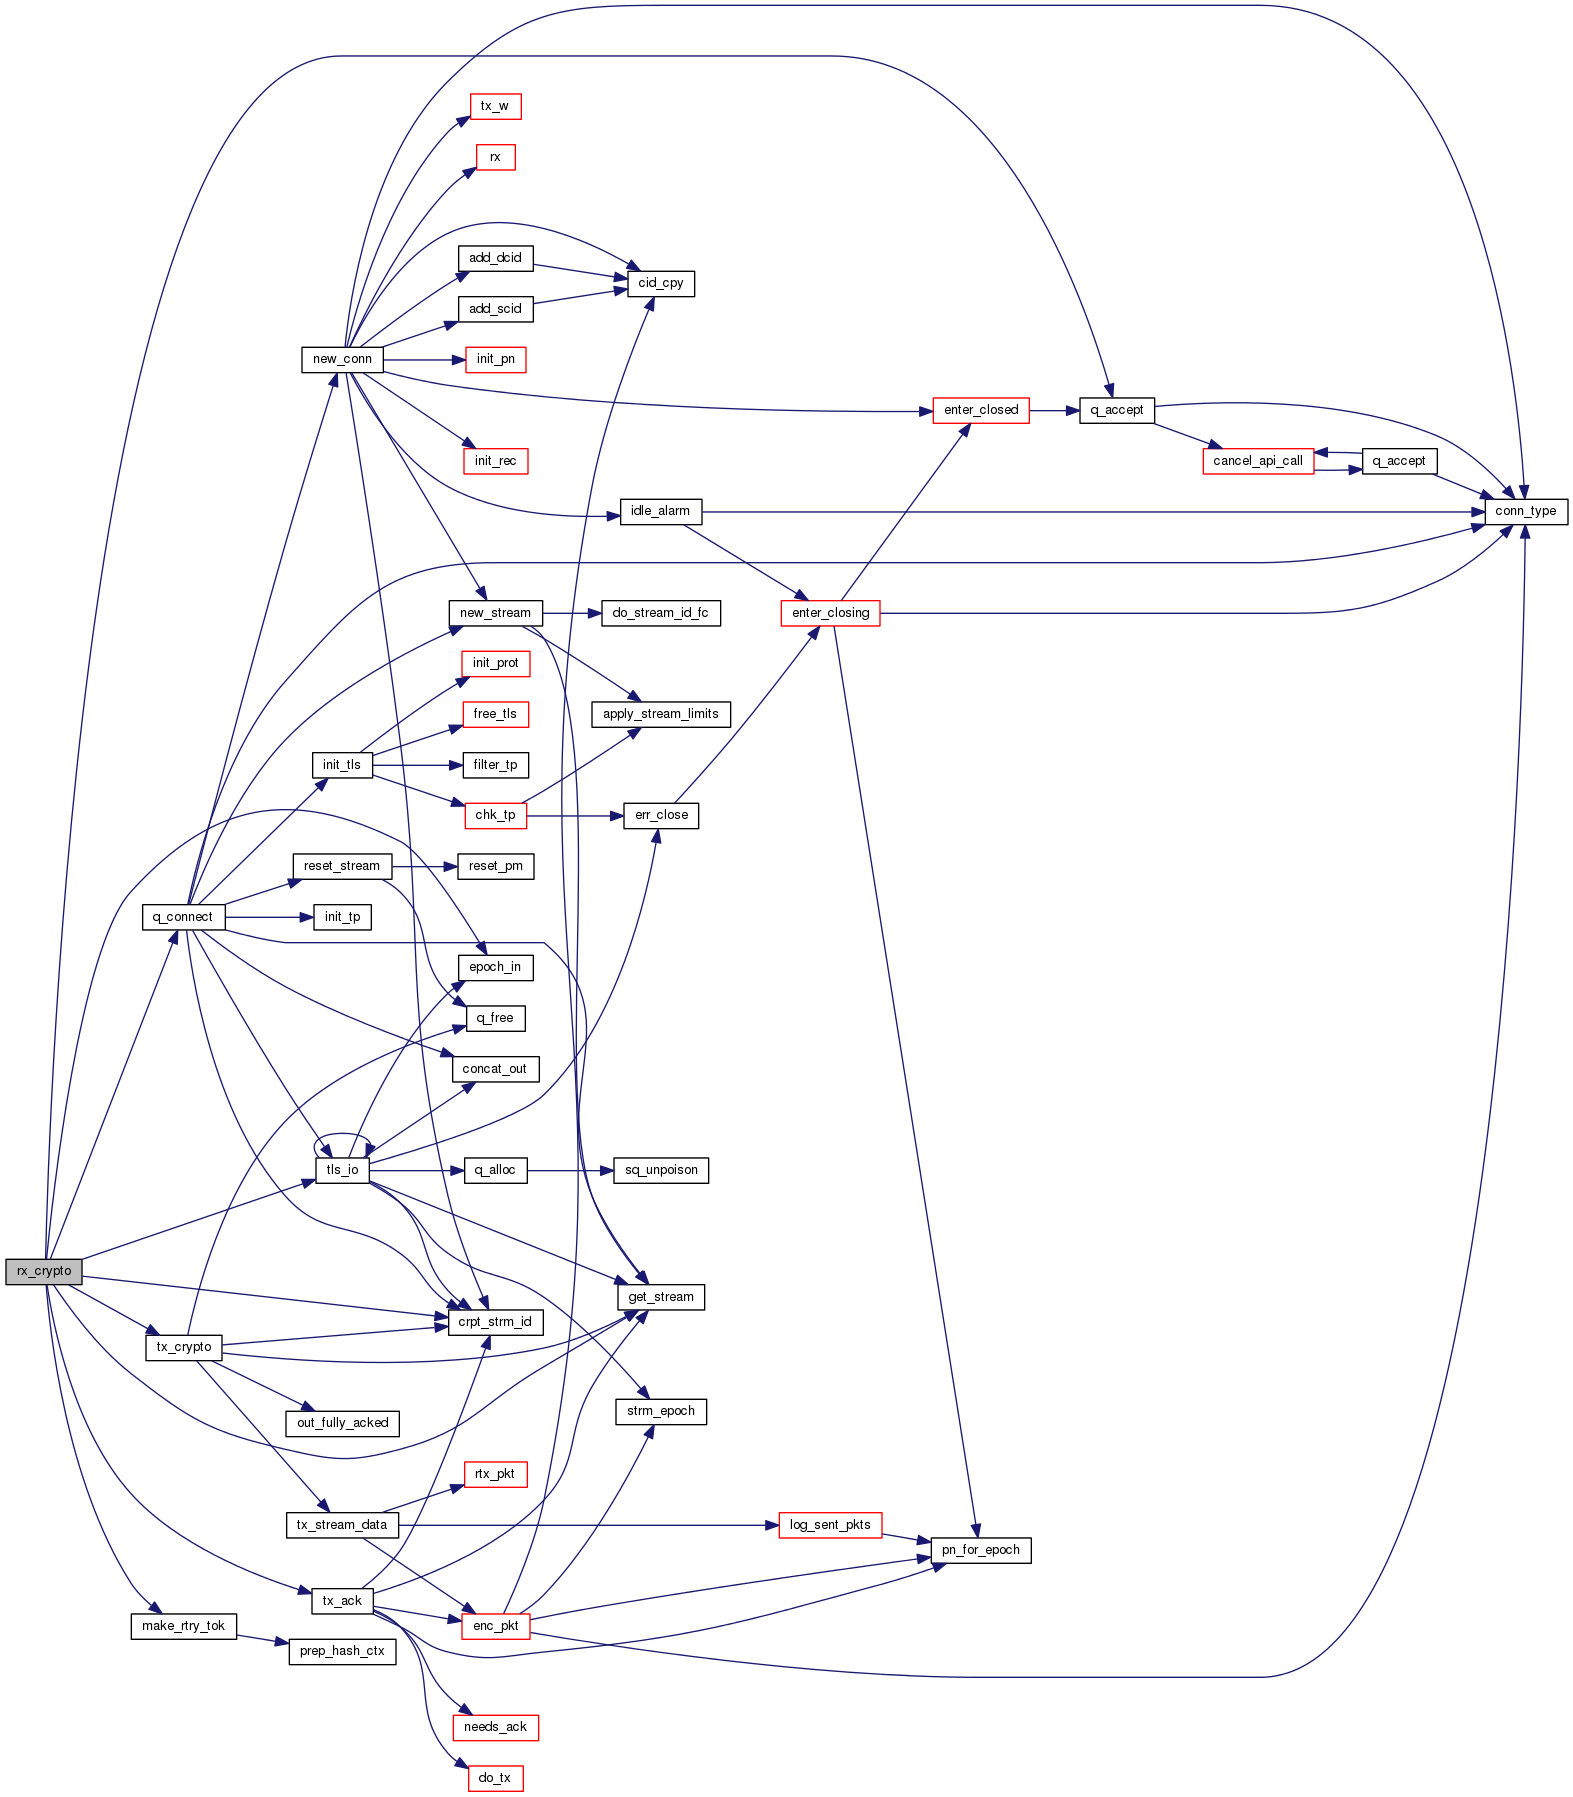 tx_w
rx
add_dcid
cid_cpy
add_scid
new_conn
init_pn
enter_closed
q_accept
init_rec
cancel_api_call
q_accept
idle_alarm
conn_type
new_stream
do_stream_id_fc
enter_closing
init_prot
free_tls
apply_stream_limits
init_tls
filter_tp
chk_tp
err_close
reset_stream
reset_pm
q_connect
init_tp
epoch_in
q_free
concat_out
tls_io
q_alloc
sq_unpoison
rx_crypto
get_stream
crpt_strm_id
tx_crypto
strm_epoch
out_fully_acked
rtx_pkt
tx_stream_data
log_sent_pkts
pn_for_epoch
tx_ack
make_rtry_tok
enc_pkt
prep_hash_ctx
needs_ack
do_tx